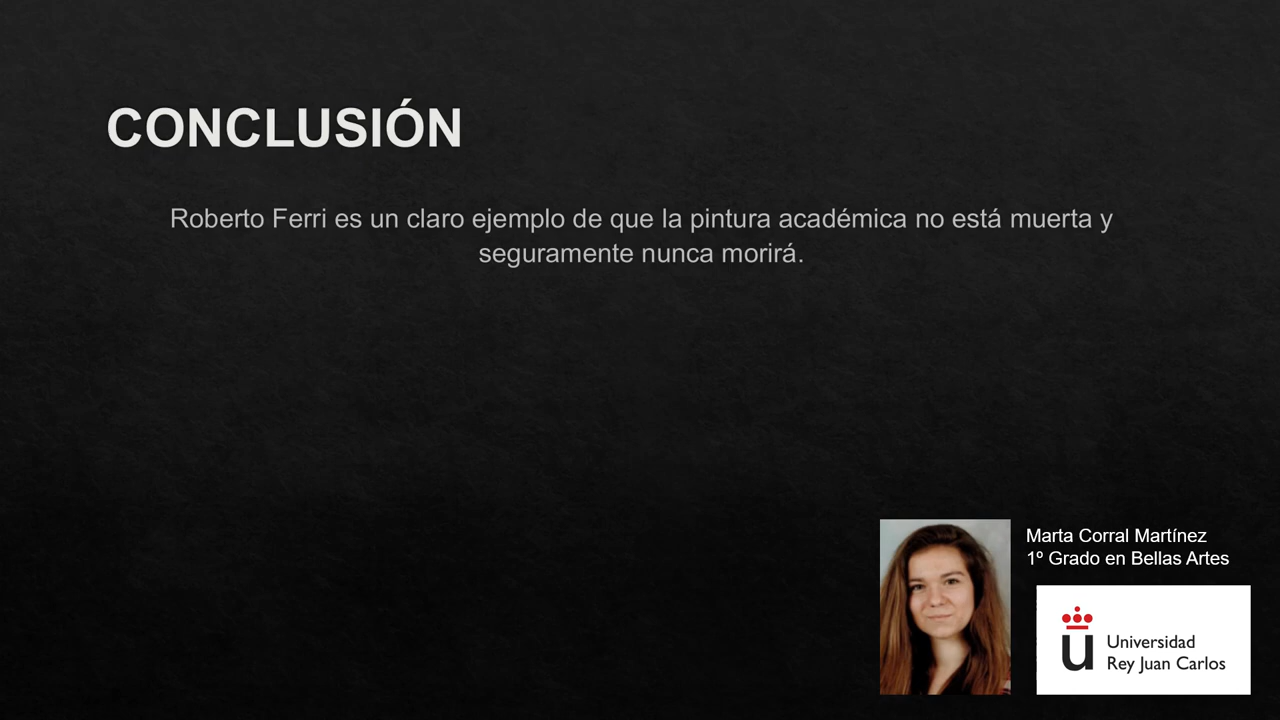 CONCLUSIÓN
Roberto Ferri es un claro ejemplo de que la pintura académica no está muerta y
seguramente nunca morirá.
Marta Corral Martínez
1º Grado en Bellas Artes
u
Universidad
Rey Juan Carlos